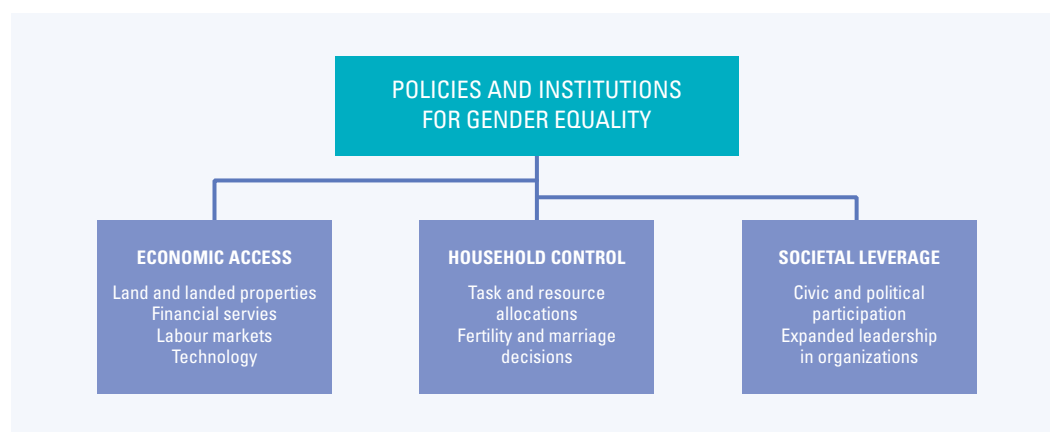 POLICIES AND INSTITUTIONS
FOR GENDER EQUALITY
ECONOMIC ACCESS
Land and landed properties
Financial servies
Labour markets
Technology
HOUSEHOLD CONTROL
Task and resource
allocations
Fertility and marriage
decisions
SOCIETAL LEVERAGE
Civic and political
participation
Expanded leadership
in organizations